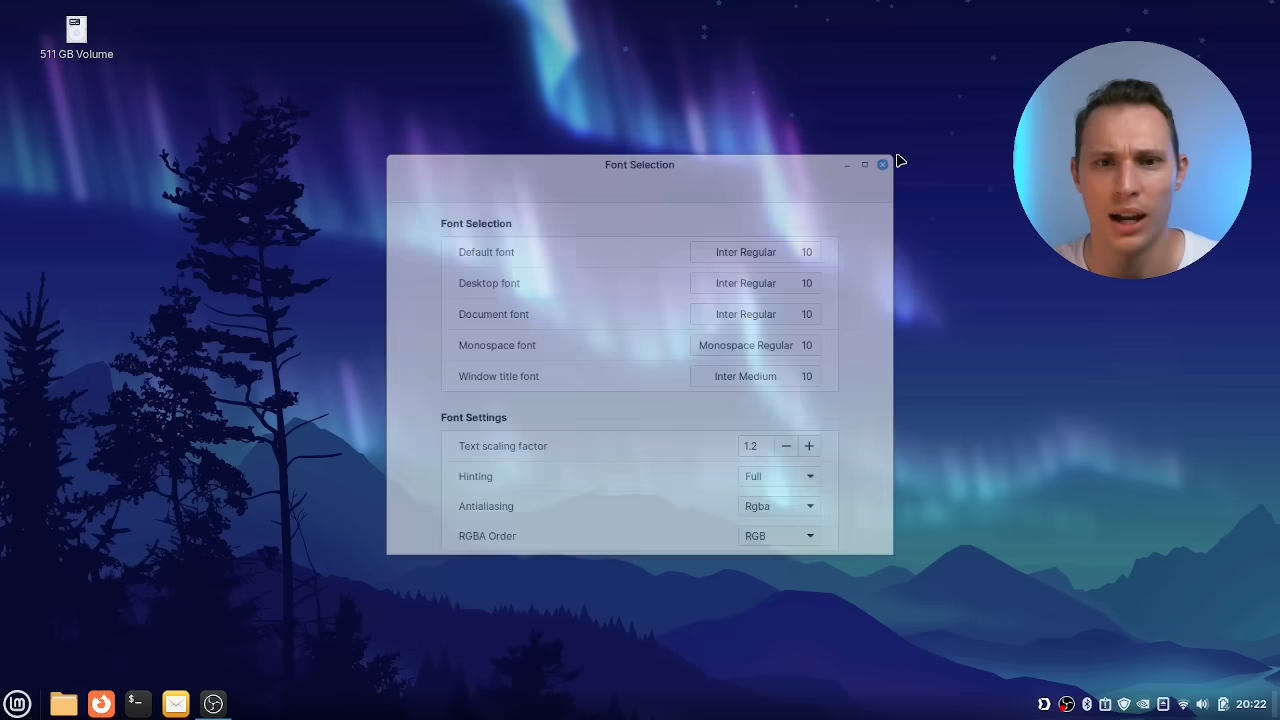 511 GB Volume
Font Selection
Font Selection
Default font Inter Regular 10
Desktop font Inter Regular 10
Document font Inter Regular 10
Monospace font Monospace Regular 10
Window title font Inter Medium 10
Font Settings
Text scaling factor 1.2
Hinting Full
Antialiasing Rgba
RGBA Order RGB
20:22